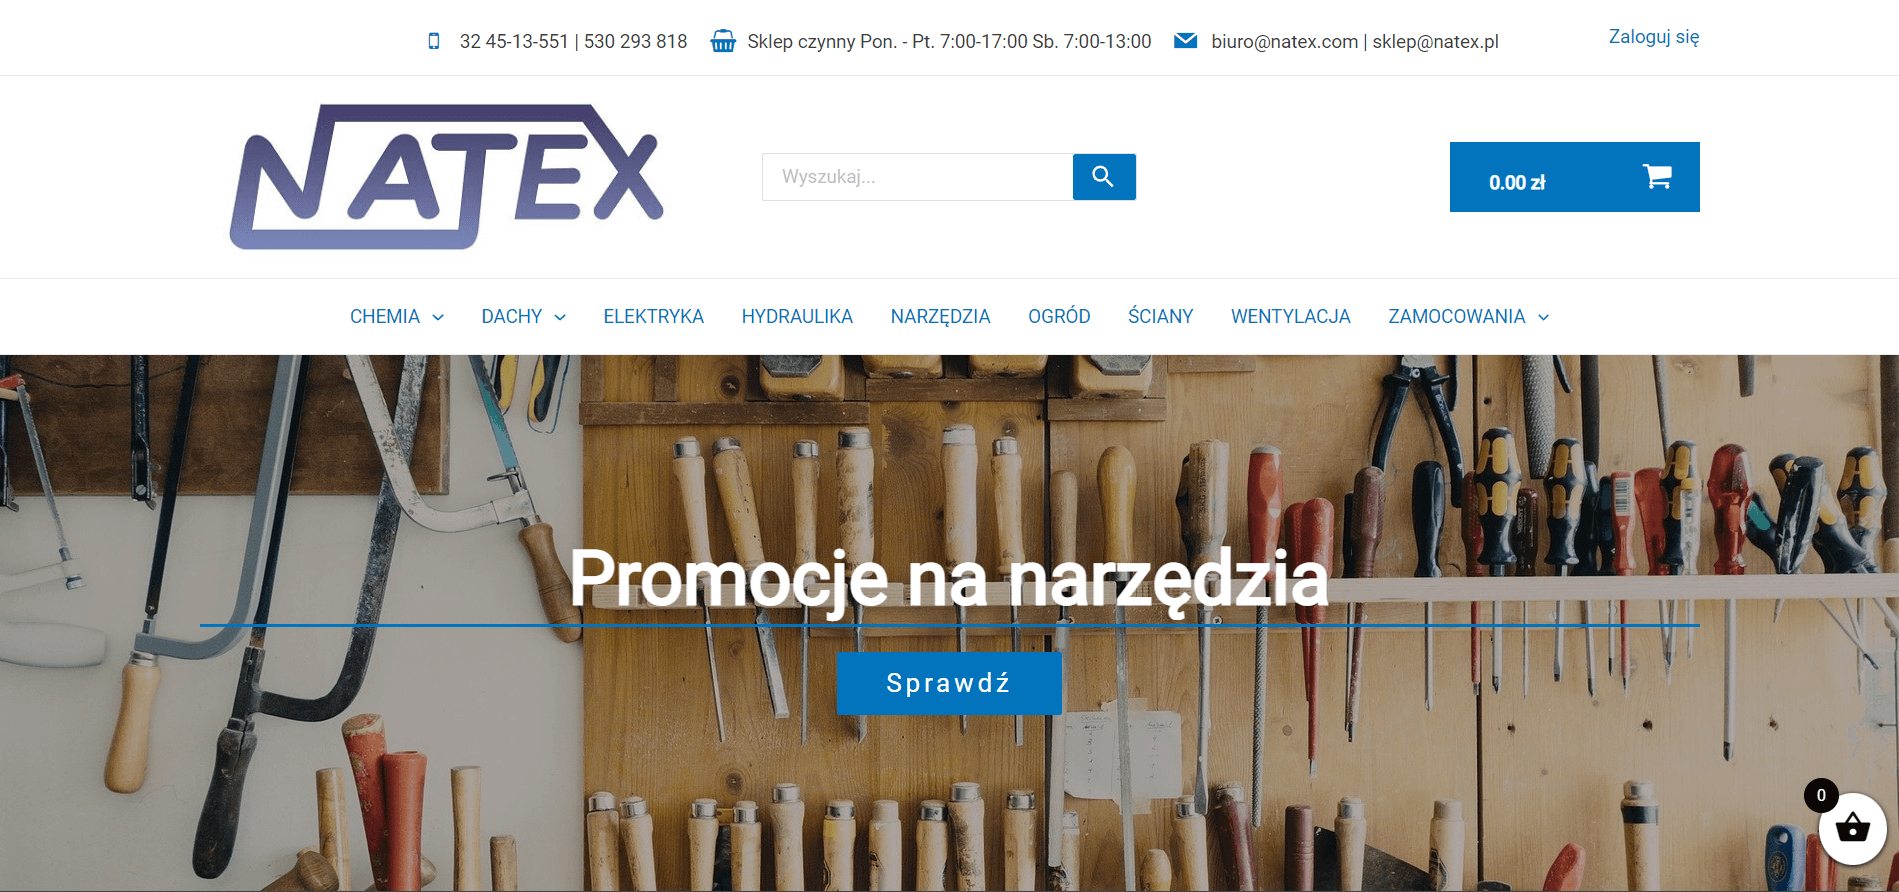 32 45-13-551 | 530 293 818 Sklep czynny Pon. - Pt. 7:00-17:00 Sb. 7:00-13:00 biuro@natex.com | sklep@natex.pl Zaloguj się
NATEX
Wyszukaj...
0.00 zł
CHEMIA DACHY ELEKTRYKA HYDRAULIKA NARZĘDZIA OGRÓD ŚCIANY WENTYLACJA ZAMOCOWANIA
Promocje na narzędzia
Sprawdź
0